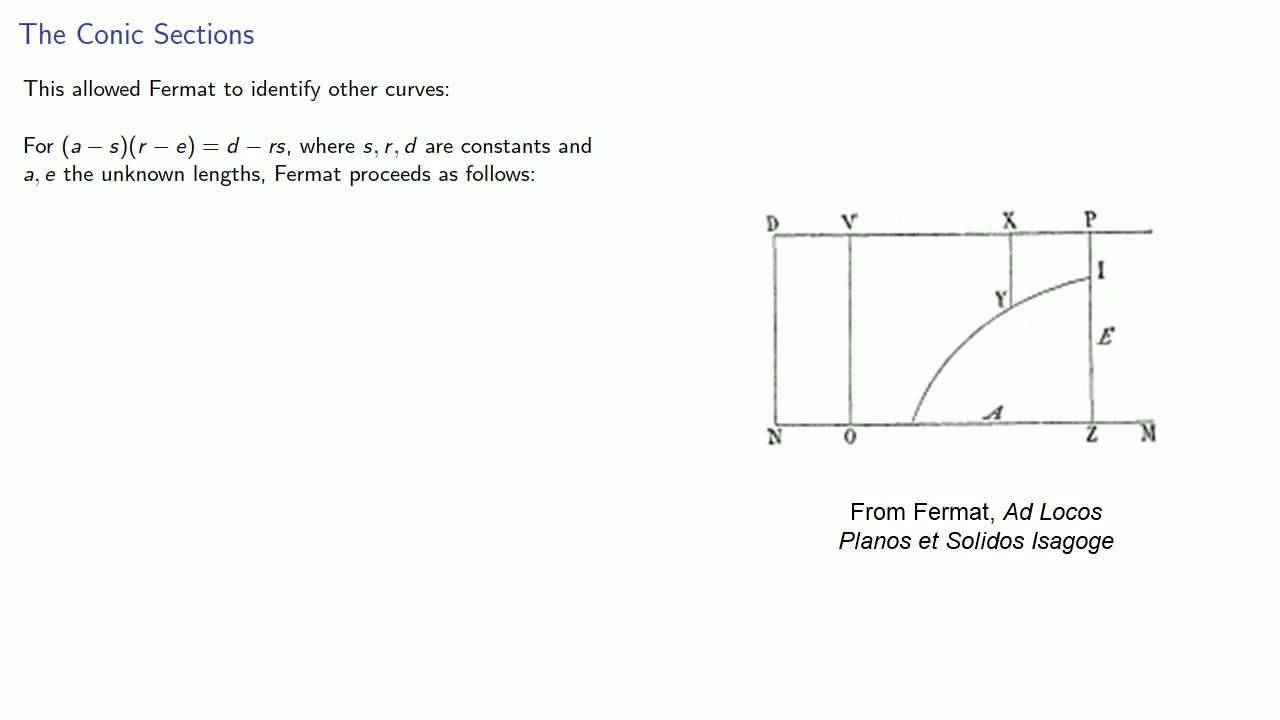 The Conic Sections
This allowed Fermat to identify other curves:
For (a − s)(r − e) = d − rs, where s, r, d are constants and
a, e the unknown lengths, Fermat proceeds as follows:
D V X P
I
Y
E
A
N O Z M
From Fermat, Ad Locos
Planos et Solidos Isagoge